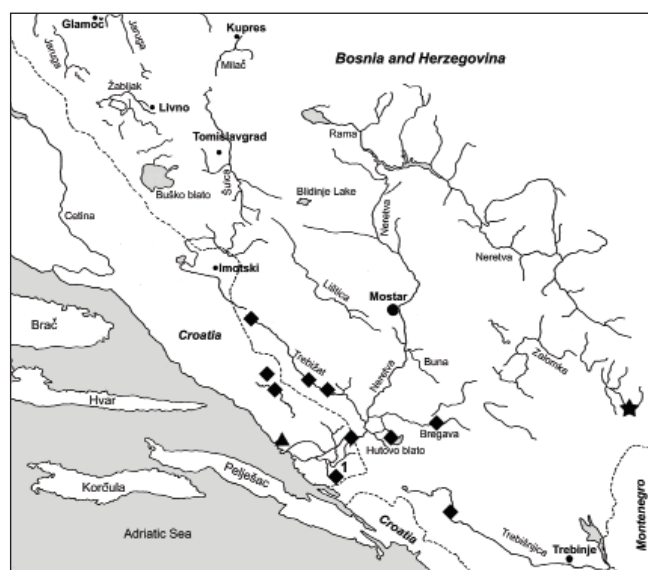 Glamoč
Jaruga
Jaruga
Kupres
Milač
Bosnia and Herzegovina
Žabljak
Livno
Tomislavgrad
Rama
Šuica
Buško blato
Blidinje Lake
Cetina
Neretva
Neretva
Imotski
Lištica
Mostar
Brač
Croatia
Trebižat
Buna
Zalomka
Neretva
Hvar
Bregava
Hutovo blato
1
Pelješac
Korčula
Montenegro
Croatia
Trebišnjica
Adriatic Sea
Trebinje